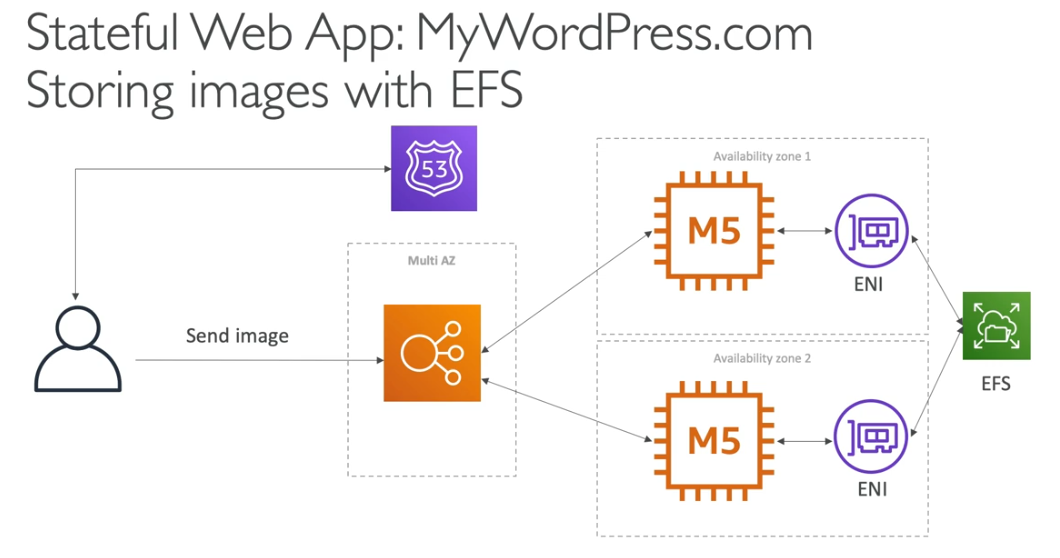 Stateful Web App: MyWordPress.com
Storing images with EFS
53
Availability zone 1
M5
ENI
Multi AZ
Send image
EFS
Availability zone 2
M5
ENI